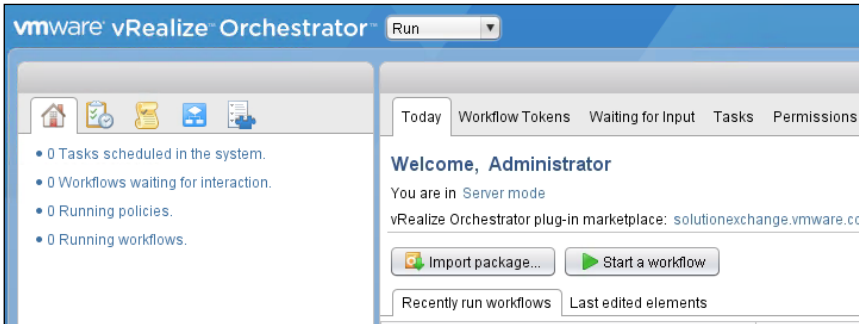 vmware vRealize™ Orchestrator™ Run
0 Tasks scheduled in the system.
0 Workflows waiting for interaction.
0 Running policies.
0 Running workflows.
Today Workflow Tokens Waiting for Input Tasks Permissions
Welcome, Administrator
You are in Server mode
vRealize Orchestrator plug-in marketplace: solutionexchange.vmware.co
Import package... Start a workflow
Recently run workflows Last edited elements